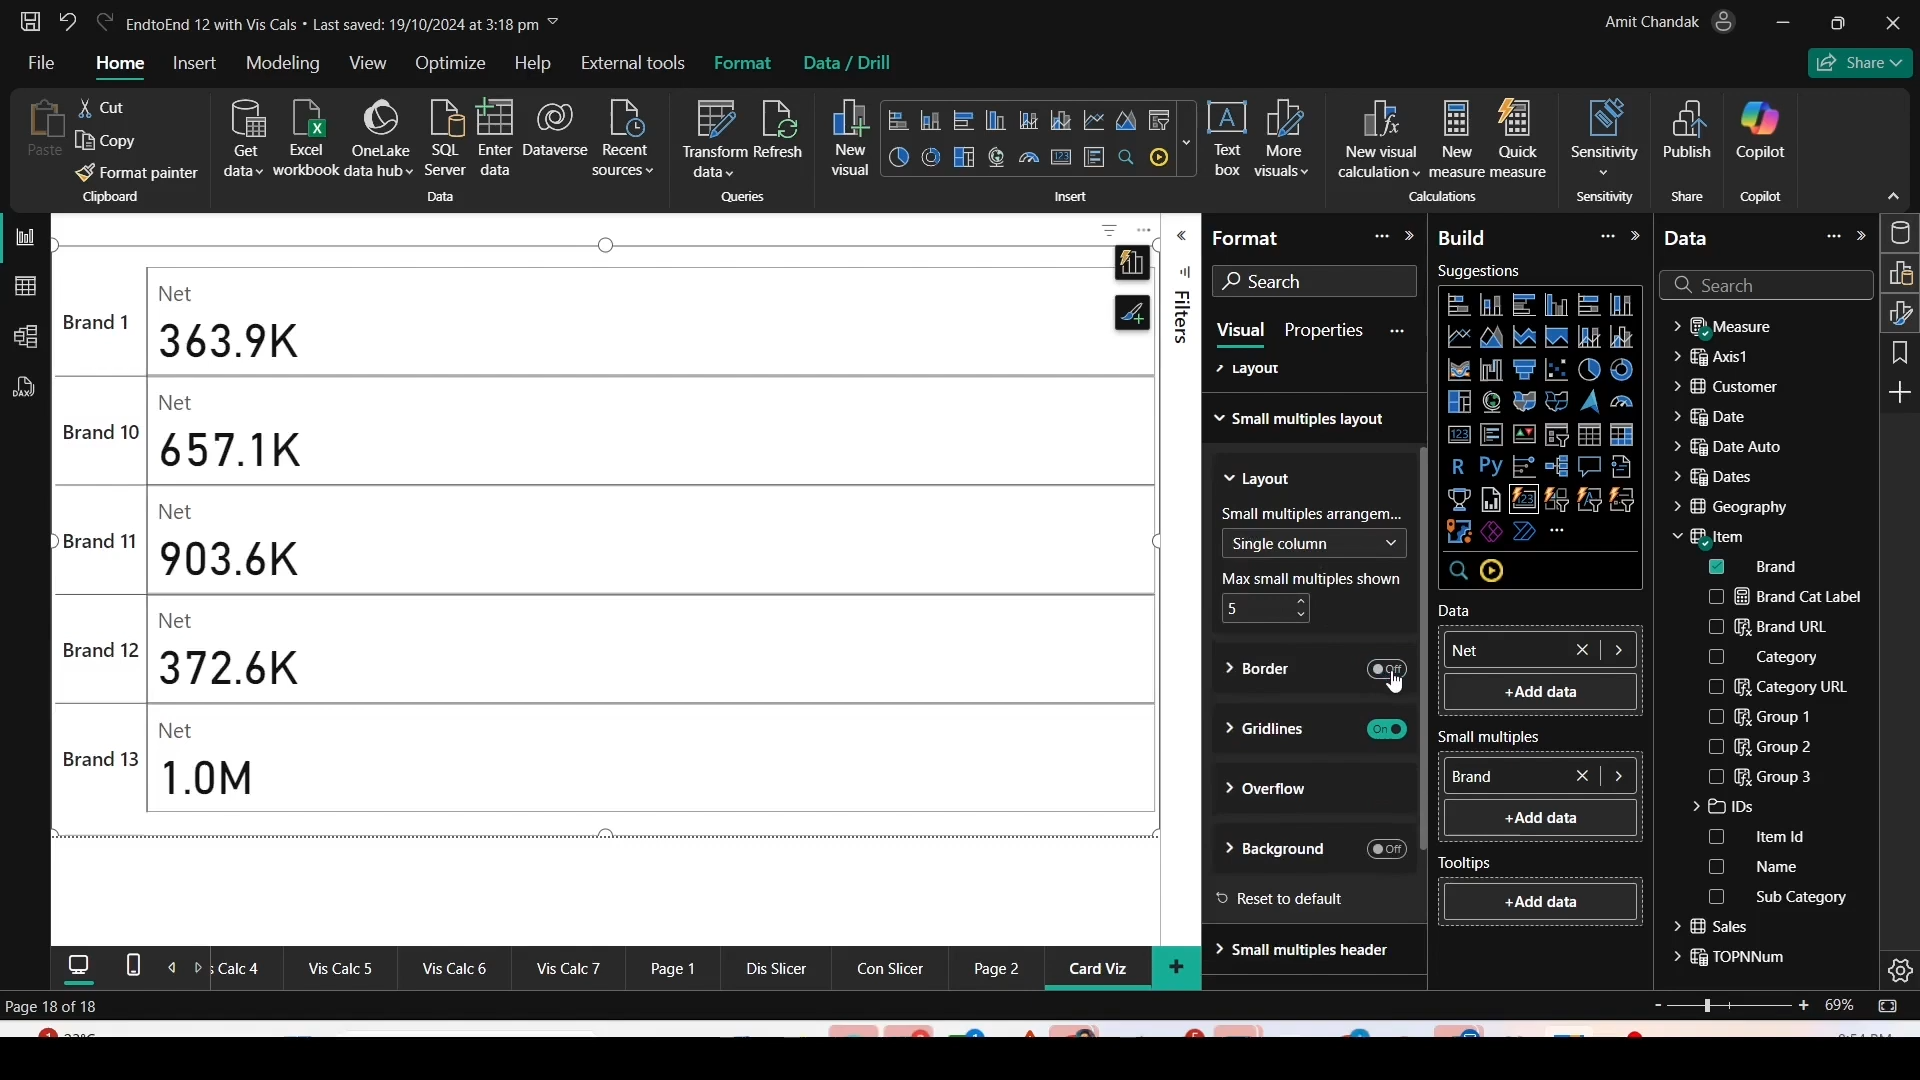 EndtoEnd 12 with Vis Cals • Last saved: 19/10/2024 at 3:18 pm
Amit Chandak
File Home Insert Modeling View Optimize Help External tools Format Data / Drill
Share
Paste
Cut
Copy
Format painter
Clipboard
Get data
Excel workbook
OneLake data hub
SQL Server
Enter data
Dataverse
Recent sources
Data
Transform data
Refresh
Queries
New visual
Text box
More visuals
Insert
New visual calculation
New measure
Quick measure
Calculations
Sensitivity
Sensitivity
Publish
Share
Copilot
Copilot
Brand 1
Net
363.9K
Brand 10
Net
657.1K
Brand 11
Net
903.6K
Brand 12
Net
372.6K
Brand 13
Net
1.0M
Filters
Format
Search
Visual Properties
Layout
Small multiples layout
Layout
Small multiples arrangem...
Single column
Max small multiples shown
5
Border Off
Gridlines On
Overflow
Background Off
Reset to default
Small multiples header
Build
Suggestions
R Py
Data
Net
+Add data
Small multiples
Brand
+Add data
Tooltips
+Add data
Data
Search
Measure
Axis1
Customer
Date
Date Auto
Dates
Geography
Item
Brand
Brand Cat Label
Brand URL
Category
Category URL
Group 1
Group 2
Group 3
IDs
Item Id
Name
Sub Category
Sales
TOPNNum
Calc 4 Vis Calc 5 Vis Calc 6 Vis Calc 7 Page 1 Dis Slicer Con Slicer Page 2 Card Viz +
Page 18 of 18
- + 69%